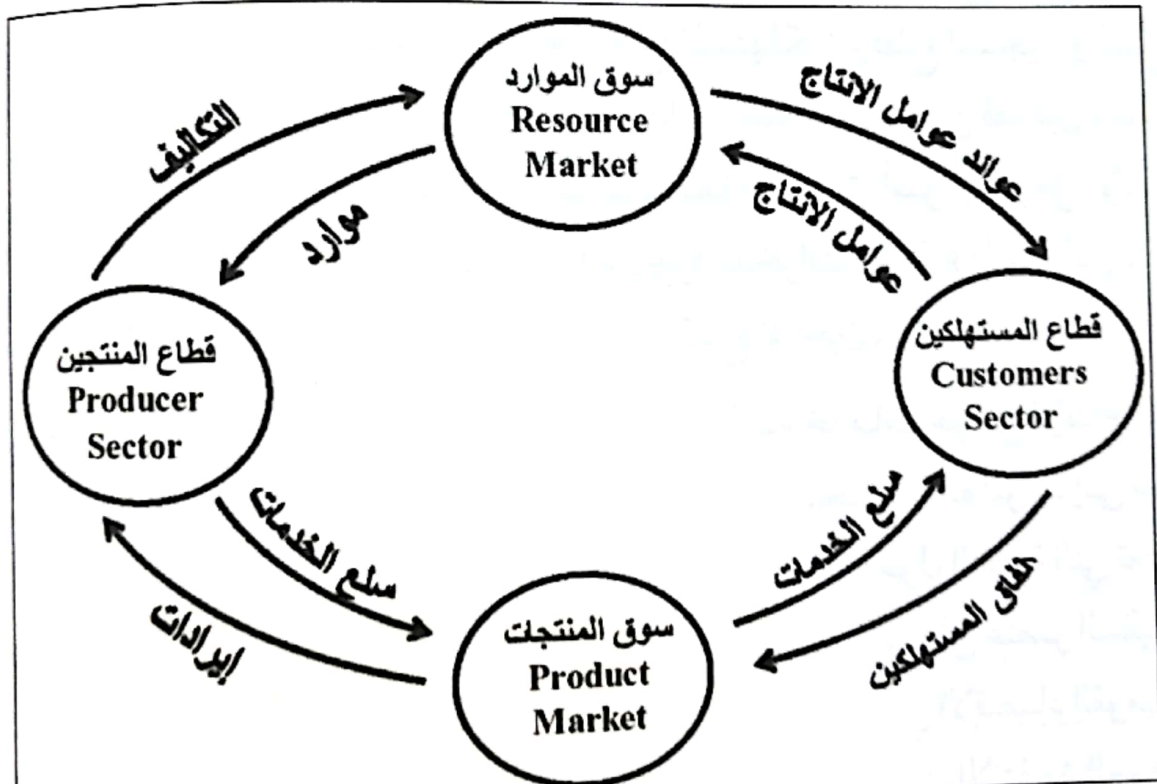 سوق الموارد
Resource
Market
التكاليف
موارد
عوائد عوامل الانتاج
عوامل الانتاج
قطاع المنتجين
Producer
Sector
قطاع المستهلكين
Customers
Sector
سلع الخدمات
إيرادات
سلع الخدمات
انفاق المستهلكين
سوق المنتجات
Product
Market